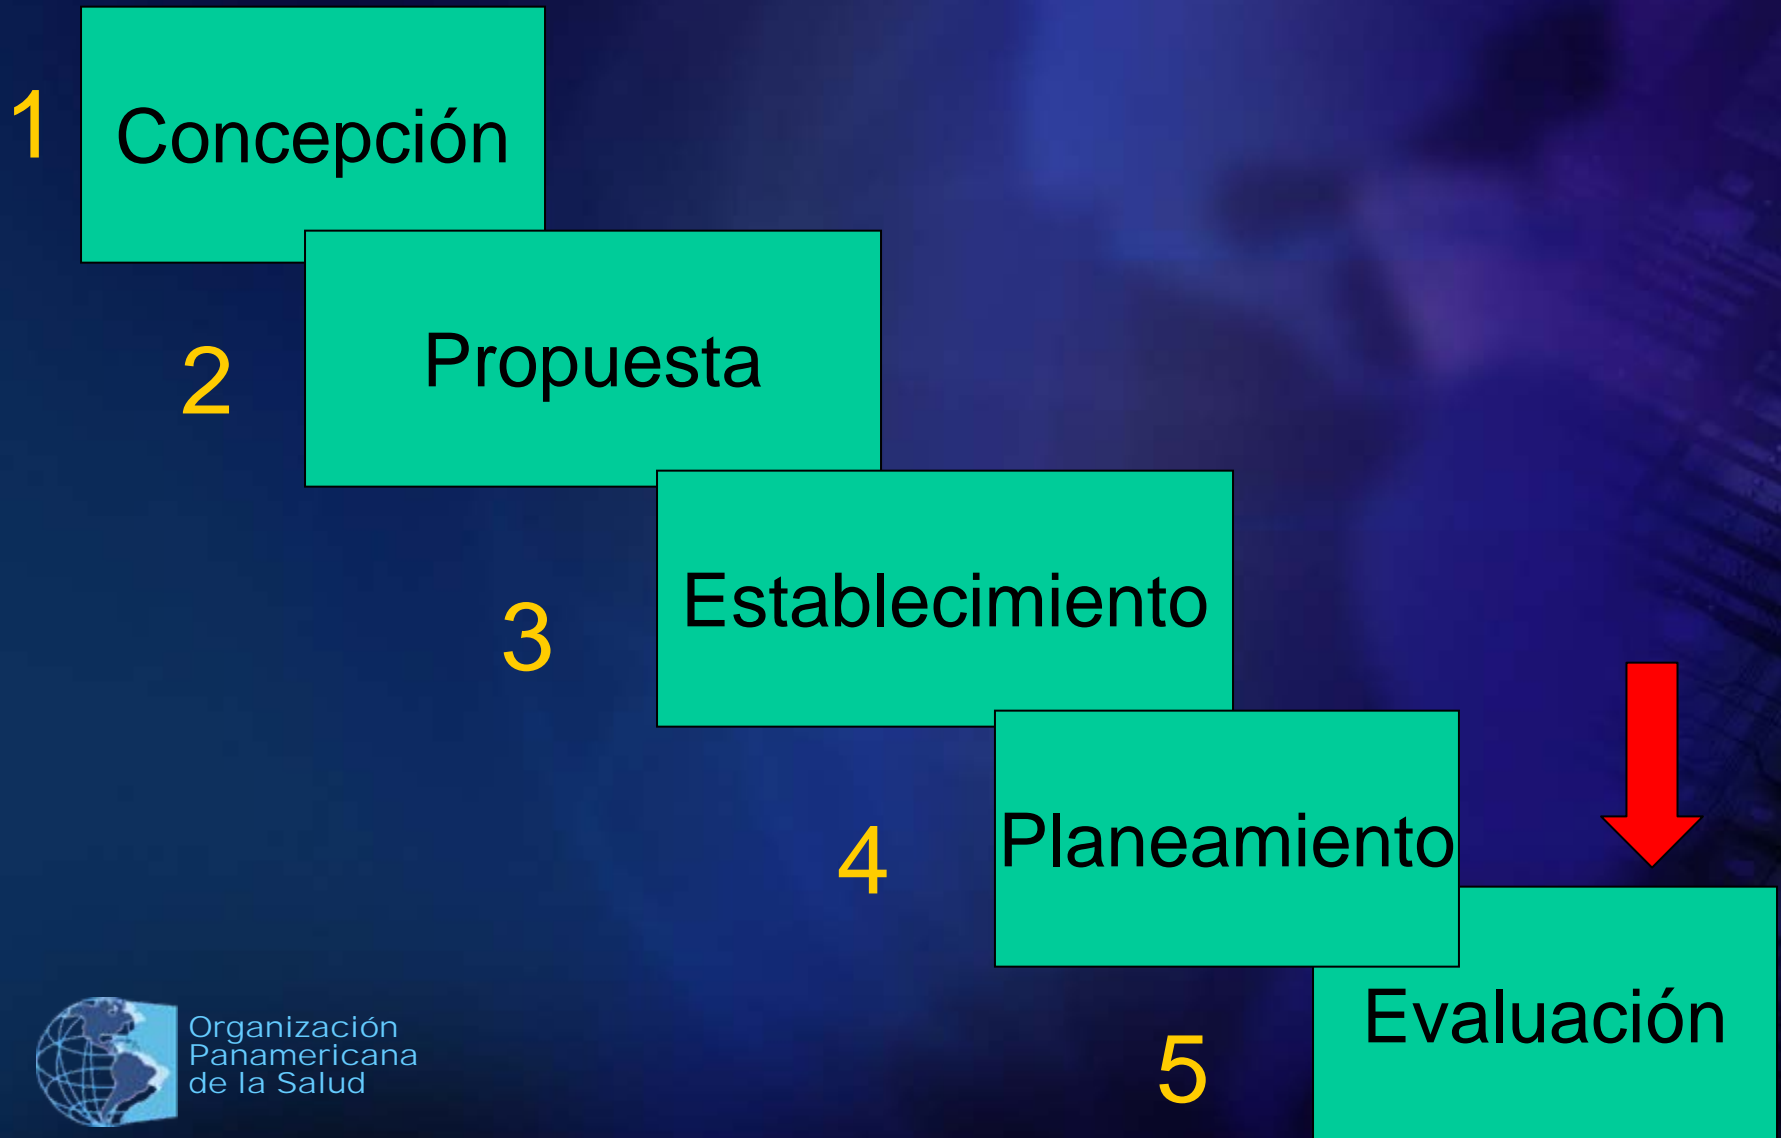 1
Concepción
2
Propuesta
3
Establecimiento
4
Planeamiento
5
Evaluación
Organización
Panamericana
de la Salud